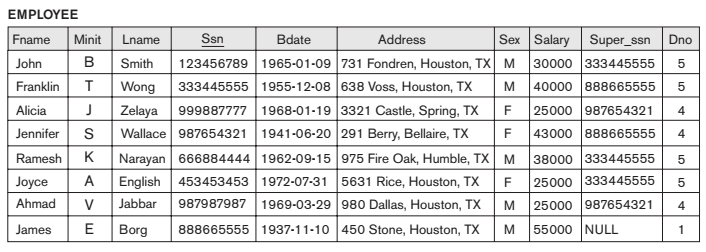 EMPLOYEE
Fname Minit Lname Ssn Bdate Address Sex Salary Super_ssn Dno
John B Smith 123456789 1965-01-09 731 Fondren, Houston, TX M 30000 333445555 5
Franklin T Wong 333445555 1955-12-08 638 Voss, Houston, TX M 40000 888665555 5
Alicia J Zelaya 999887777 1968-01-19 3321 Castle, Spring, TX F 25000 987654321 4
Jennifer S Wallace 987654321 1941-06-20 291 Berry, Bellaire, TX F 43000 888665555 4
Ramesh K Narayan 666884444 1962-09-15 975 Fire Oak, Humble, TX M 38000 333445555 5
Joyce A English 453453453 1972-07-31 5631 Rice, Houston, TX F 25000 333445555 5
Ahmad V Jabbar 987987987 1969-03-29 980 Dallas, Houston, TX M 25000 987654321 4
James E Borg 888665555 1937-11-10 450 Stone, Houston, TX M 55000 NULL 1